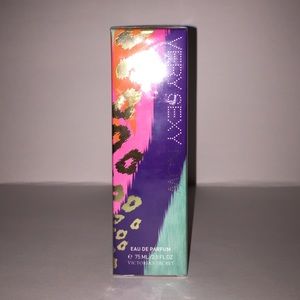 VERY SEXY
EAU DE PARFUM
℮ 75 ML/2.5 FL OZ
VICTORIA'S SECRET